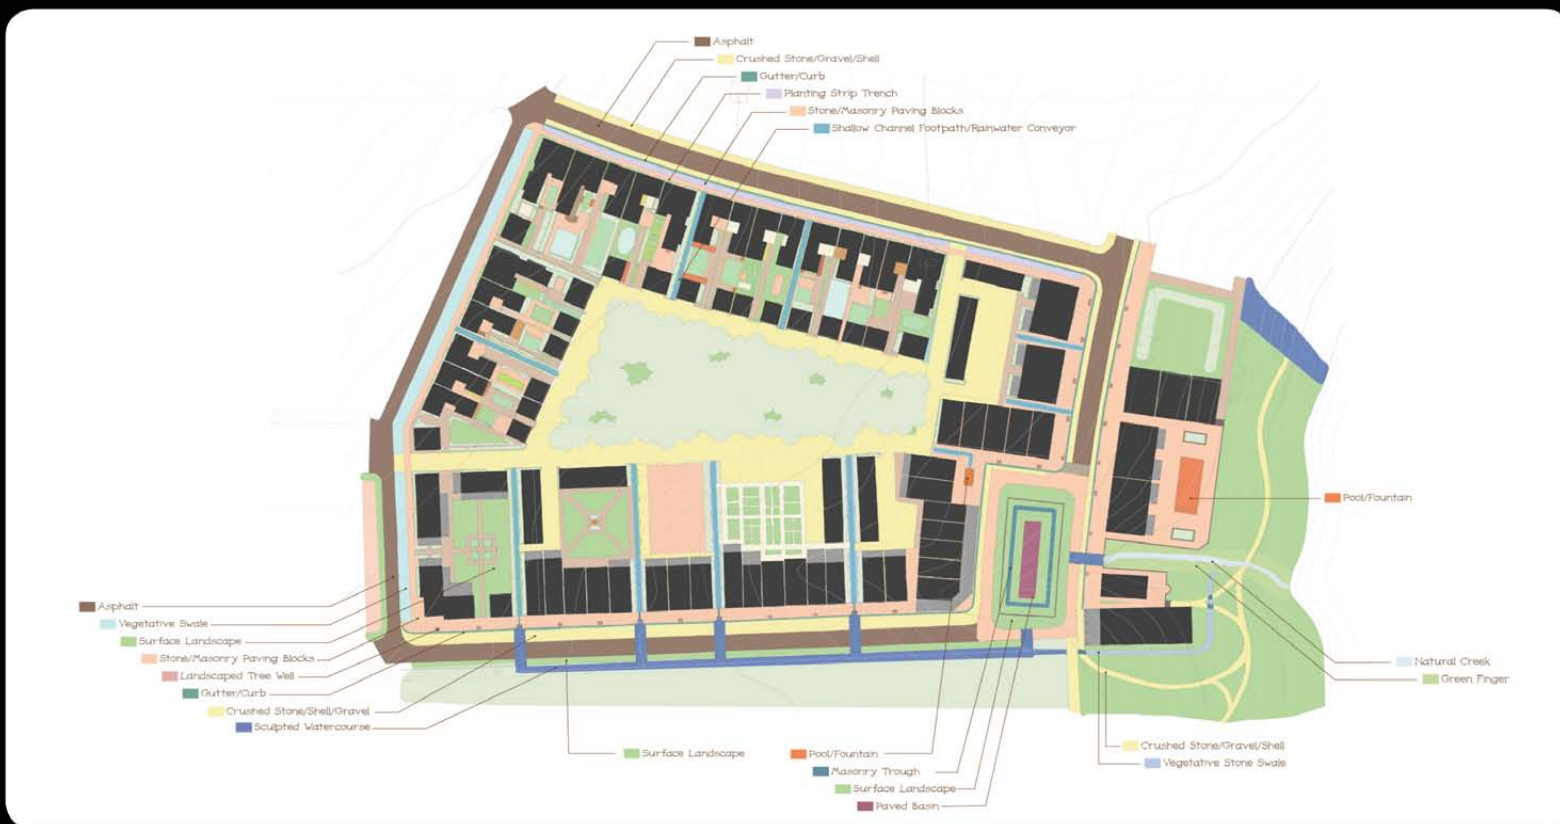 Asphalt
Crushed Stone/Gravel/Shell
Gutter/Curb
Planting Strip Trench
Stone/Masonry Paving Blocks
Shallow Channel Footpath/Rainwater Conveyor
Pool/Fountain
Asphalt
Vegetative Swale
Surface Landscape
Stone/Masonry Paving Blocks
Landscaped Tree Well
Gutter/Curb
Crushed Stone/Shell/Gravel
Sculpted Watercourse
Surface Landscape
Pool/Fountain
Masonry Trough
Surface Landscape
Paved Basin
Natural Creek
Green Finger
Crushed Stone/Gravel/Shell
Vegetative Stone Swale